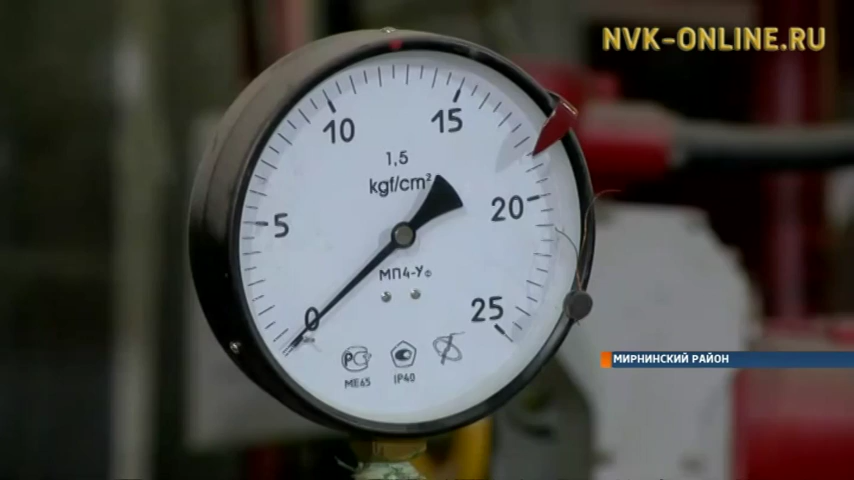 NVK-ONLINE.RU
10
15
1,5
kgf/cm²
5
20
МП4-Уф
0
25
РС
МЕ65
IP40
МИРНИНСКИЙ РАЙОН